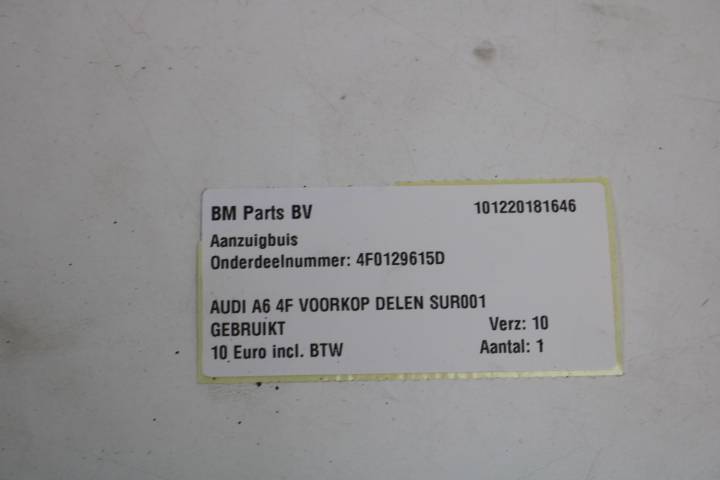 BM Parts BV 101220181646
Aanzuigbuis
Onderdeelnummer: 4F0129615D
AUDI A6 4F VOORKOP DELEN SUR001
GEBRUIKT Verz: 10
10 Euro incl. BTW Aantal: 1